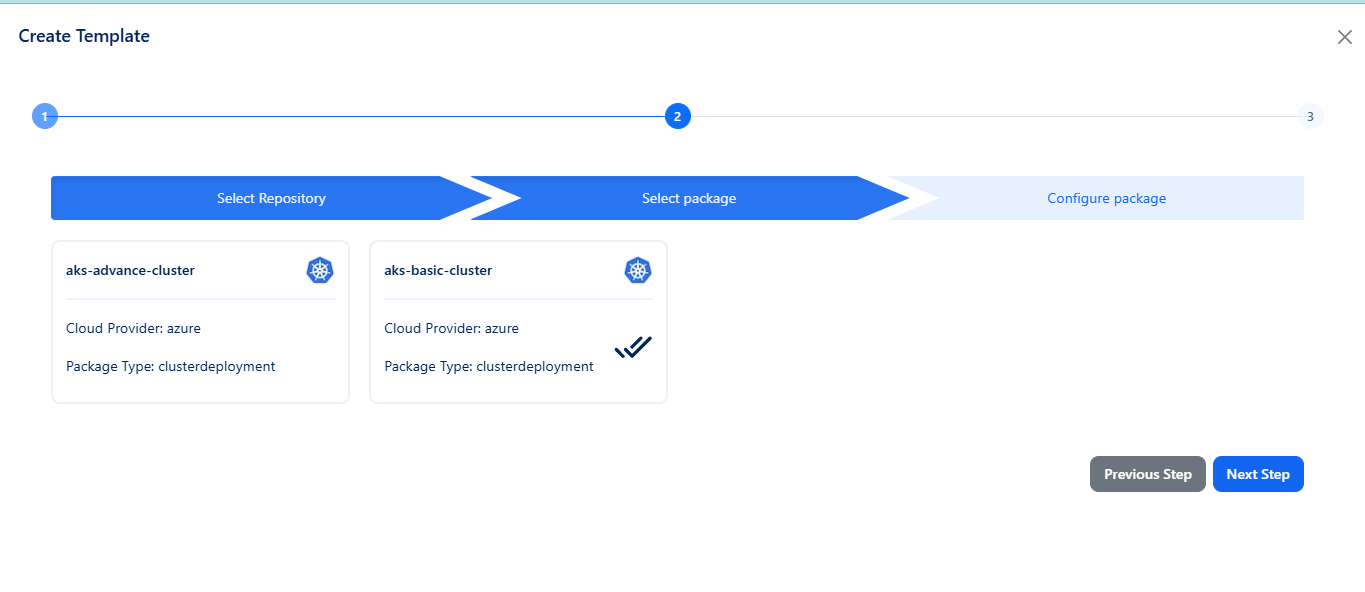 Create Template
1
2
3
Select Repository
Select package
Configure package
aks-advance-cluster
Cloud Provider: azure
Package Type: clusterdeployment
aks-basic-cluster
Cloud Provider: azure
Package Type: clusterdeployment
Previous Step
Next Step